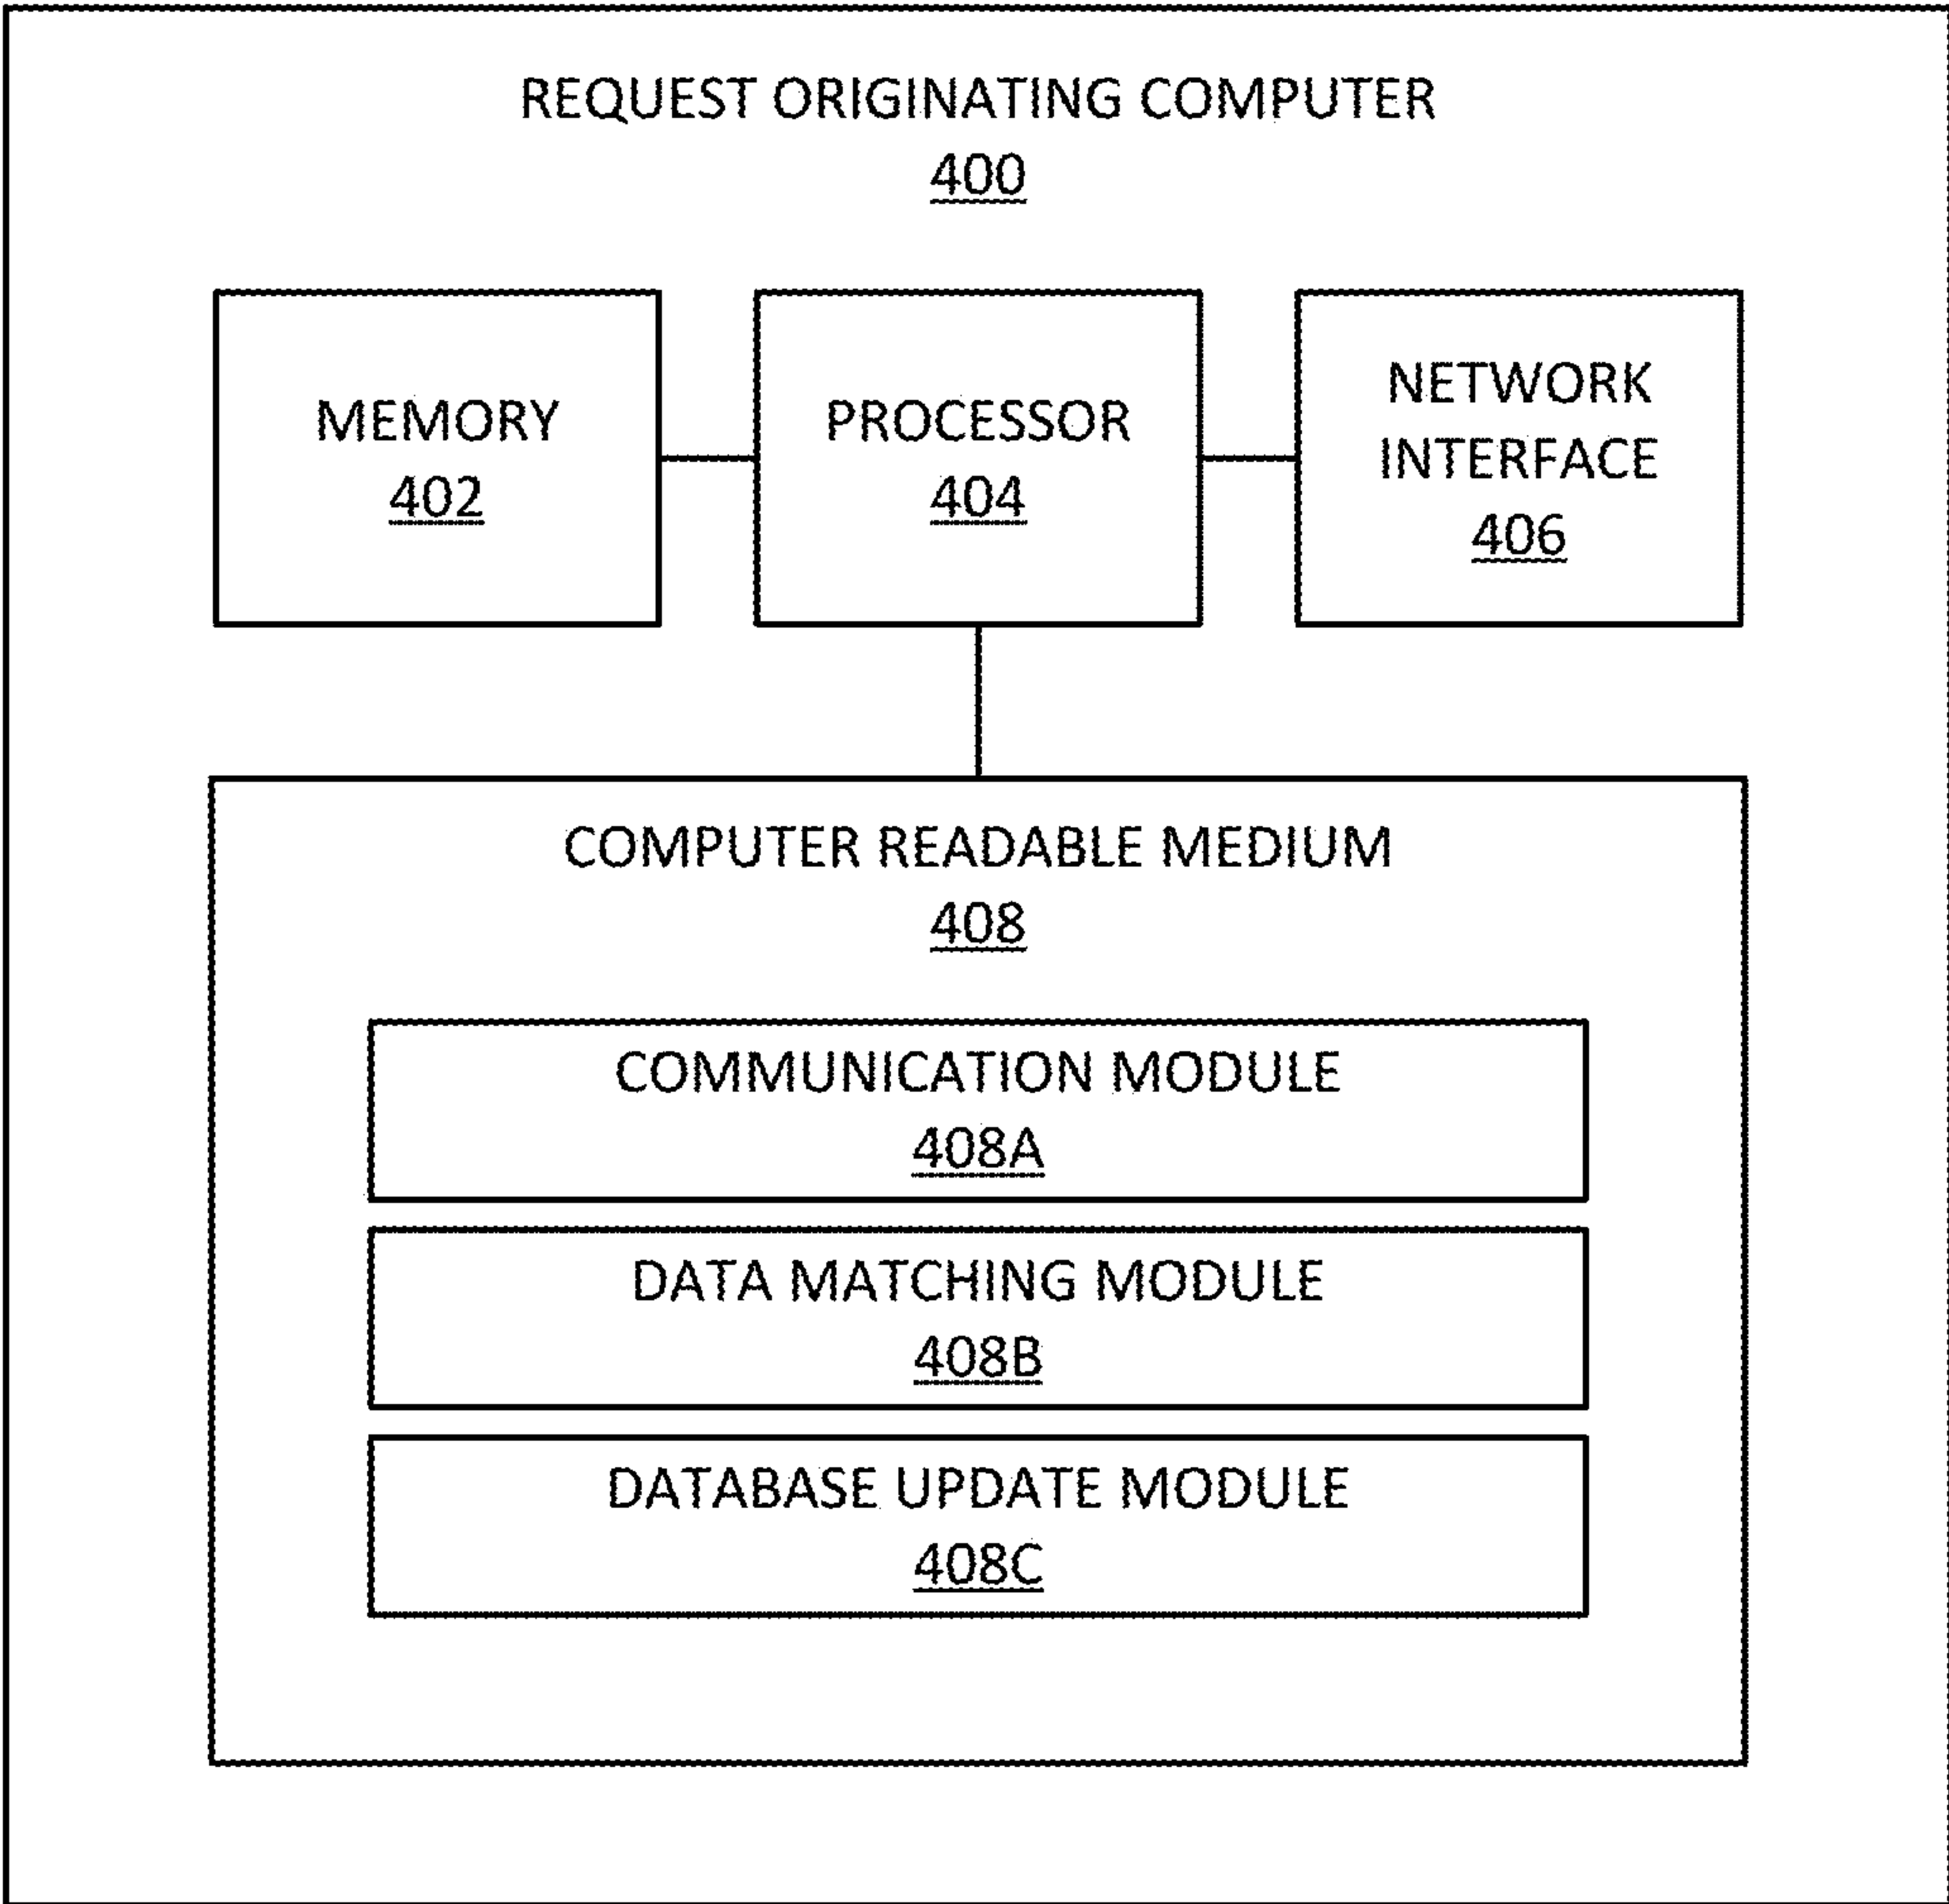 REQUEST ORIGINATING COMPUTER
400
MEMORY
402
PROCESSOR
404
NETWORK
INTERFACE
406
COMPUTER READABLE MEDIUM
408
COMMUNICATION MODULE
408A
DATA MATCHING MODULE
408B
DATABASE UPDATE MODULE
408C